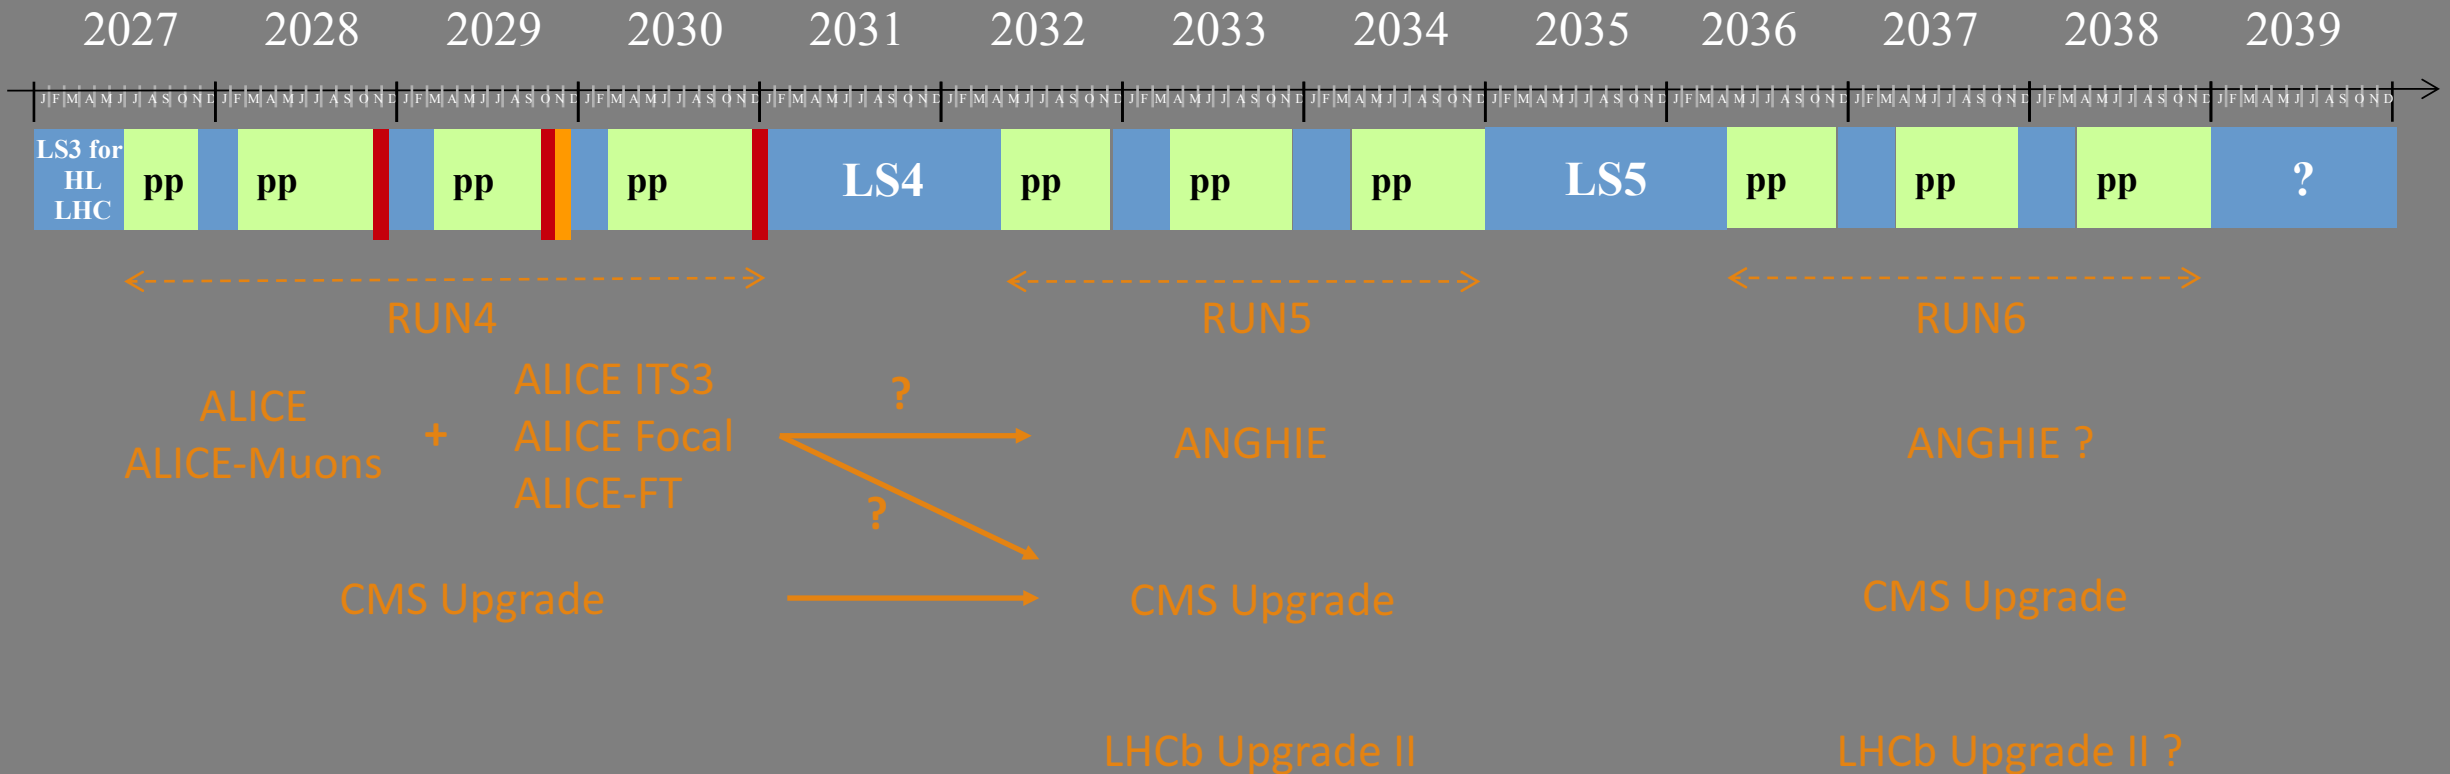 2027 2028 2029 2030 2031 2032 2033 2034 2035 2036 2037 2038 2039
J F M A M J J A S O N D J F M A M J J A S O N D J F M A M J J A S O N D J F M A M J J A S O N D J F M A M J J A S O N D J F M A M J J A S O N D J F M A M J J A S O N D J F M A M J J A S O N D J F M A M J J A S O N D J F M A M J J A S O N D J F M A M J J A S O N D J F M A M J J A S O N D J F M A M J J A S O N D
LS3 for
HL
LHC
pp pp pp pp LS4 pp pp pp LS5 pp pp pp ?
RUN4 RUN5 RUN6
ALICE
ALICE-Muons
+
ALICE ITS3
ALICE Focal
ALICE-FT
?
?
ANGHIE ANGHIE ?
CMS Upgrade CMS Upgrade CMS Upgrade
LHCb Upgrade II LHCb Upgrade II ?